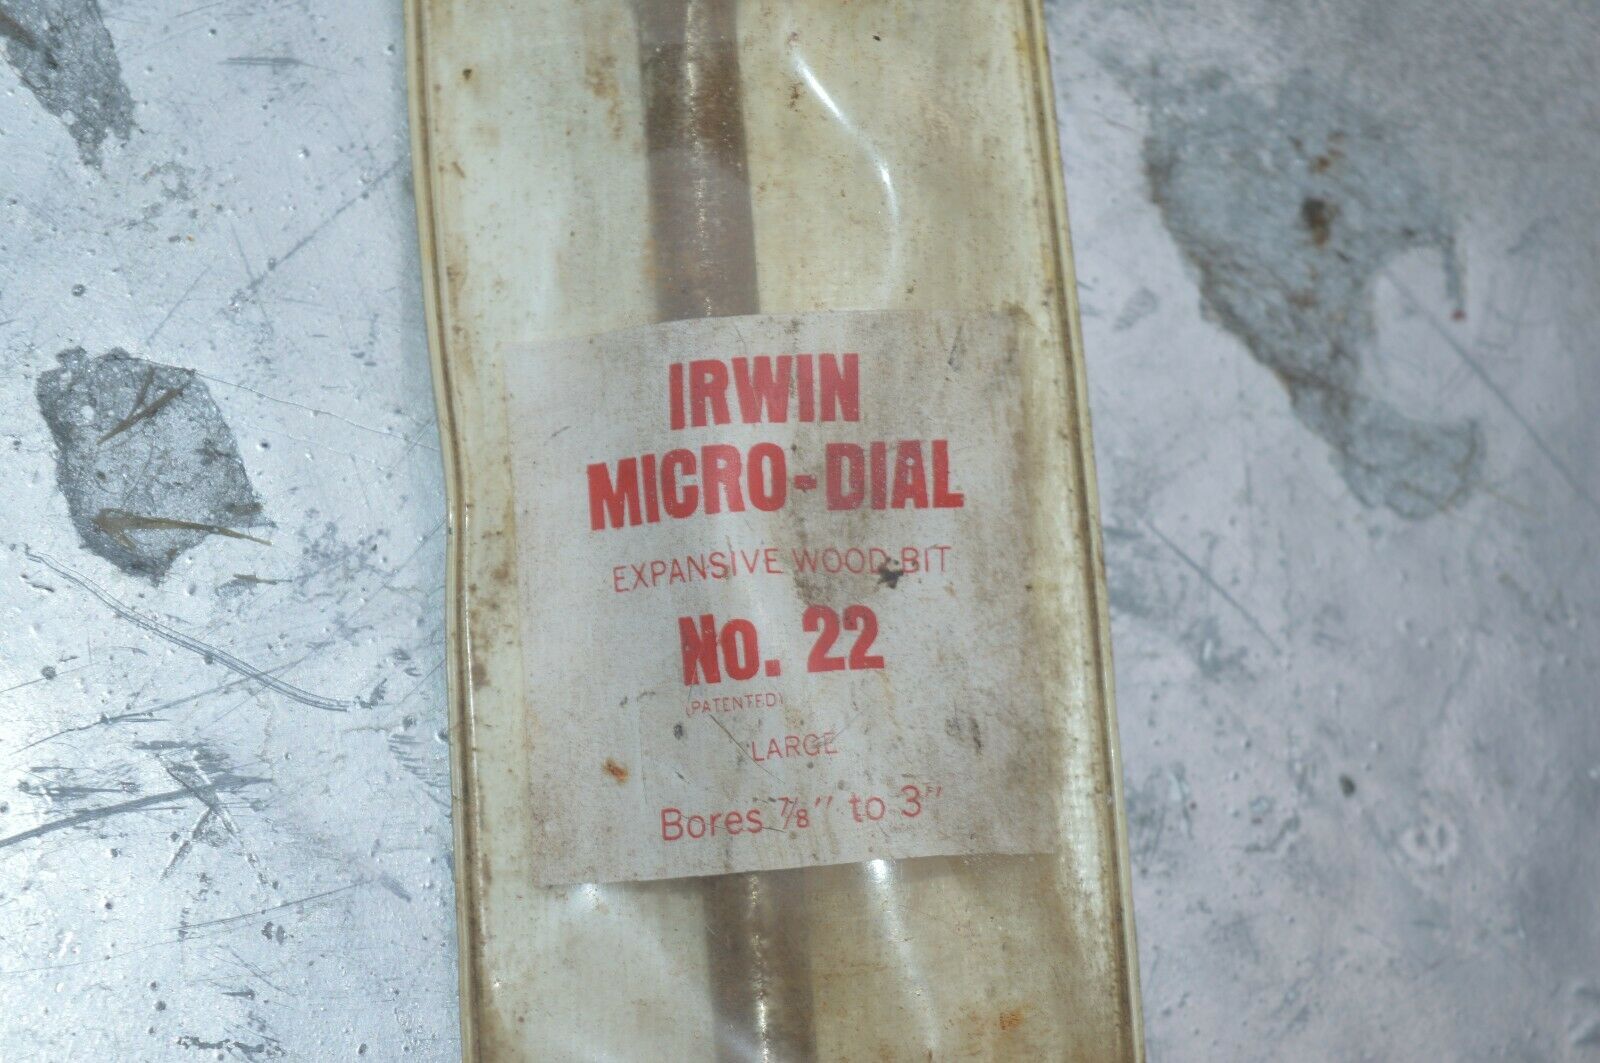 IRWIN
MICRO-DIAL
EXPANSIVE WOOD BIT
No. 22
(PATENTED)
LARGE
Bores 7/8" to 3"